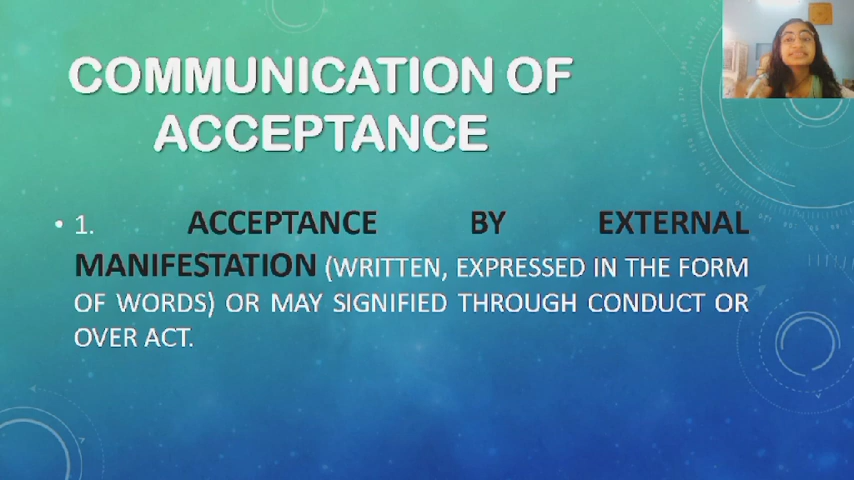 COMMUNICATION OF
ACCEPTANCE
• 1. ACCEPTANCE BY EXTERNAL
MANIFESTATION (WRITTEN, EXPRESSED IN THE FORM
OF WORDS) OR MAY SIGNIFIED THROUGH CONDUCT OR
OVER ACT.